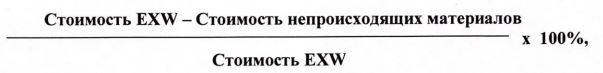 Стоимость EXW – Стоимость непроисходящих материалов
х 100%,
Стоимость EXW